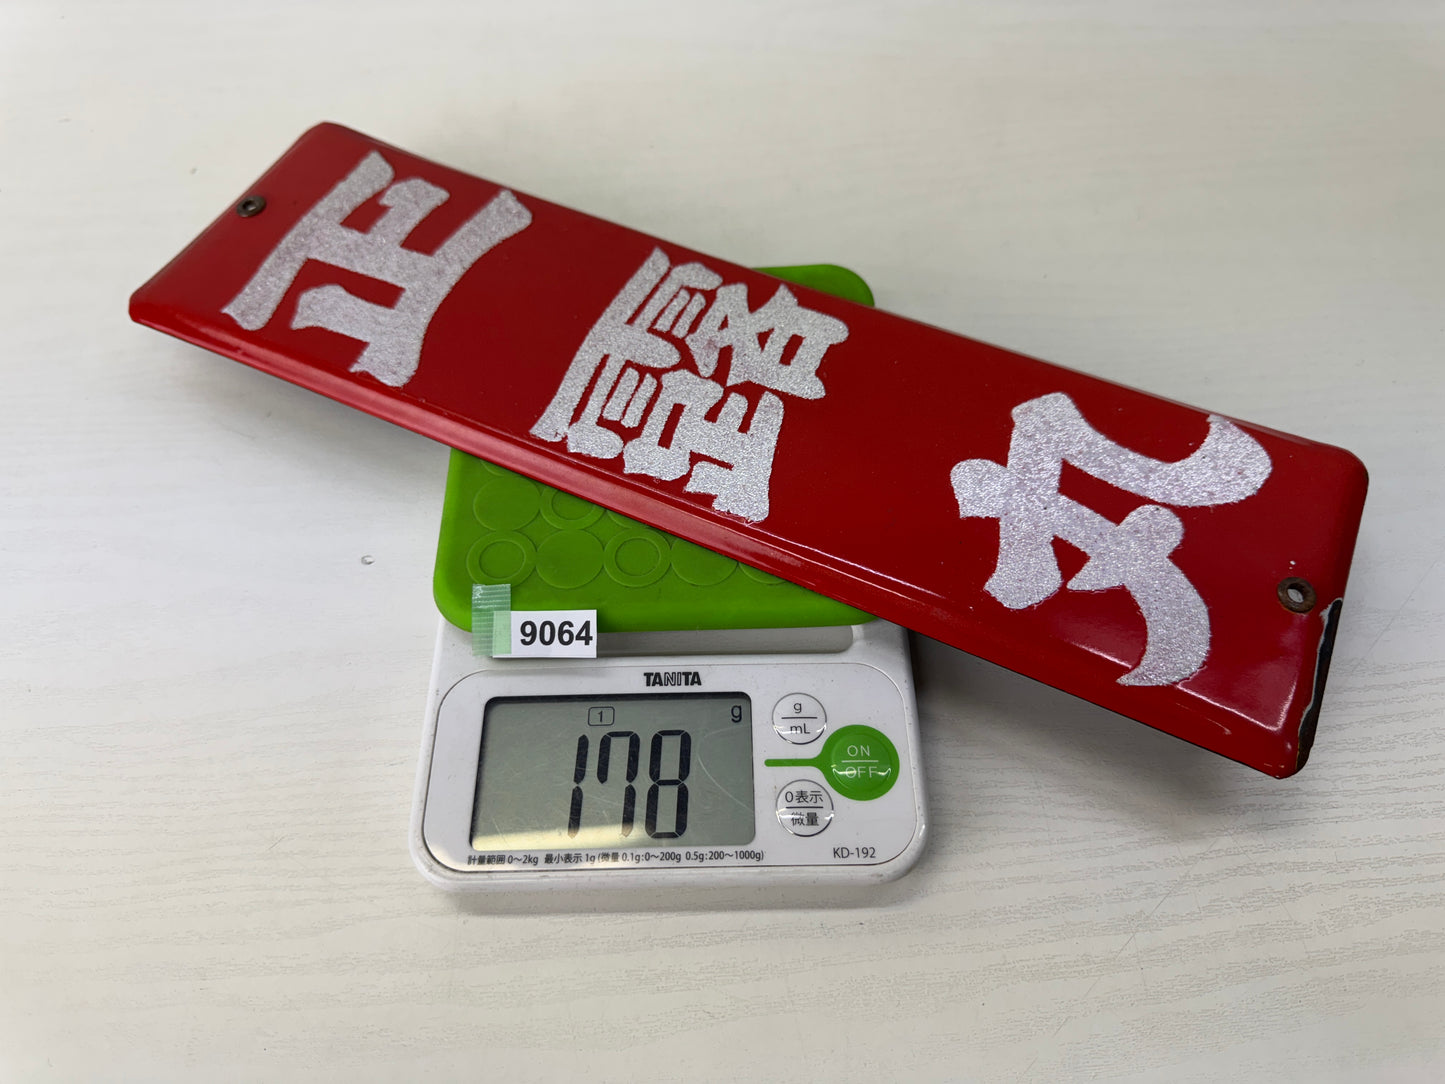 正露丸
9064
TANITA
1 g
178
g
mL
ON
OFF
0表示
微量
計量範囲 0～2kg 最小表示 1g (微量 0.1g:0～200g 0.5g:200～1000g)
KD-192